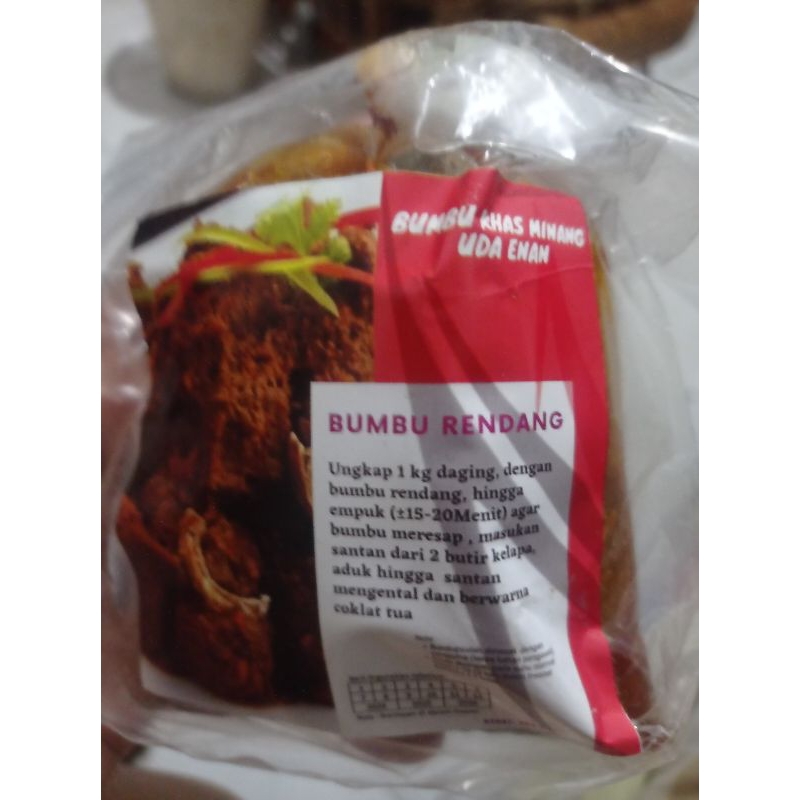 BUMBU KHAS MINANG
UDA ENAN
BUMBU RENDANG
Ungkap 1 kg daging, dengan
bumbu rendang, hingga
empuk (±15-20Menit) agar
bumbu meresap , masukan
santan dari 2 butir kelapa,
aduk hingga santan
mengental dan berwarna
coklat tua